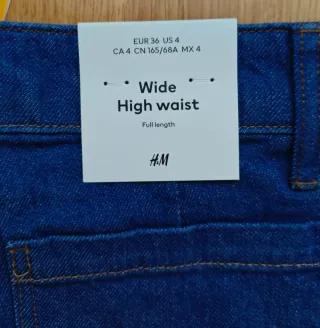 EUR 36 US 4
CA 4 CN 165/68A MX 4
Wide
High waist
Full length
H&M